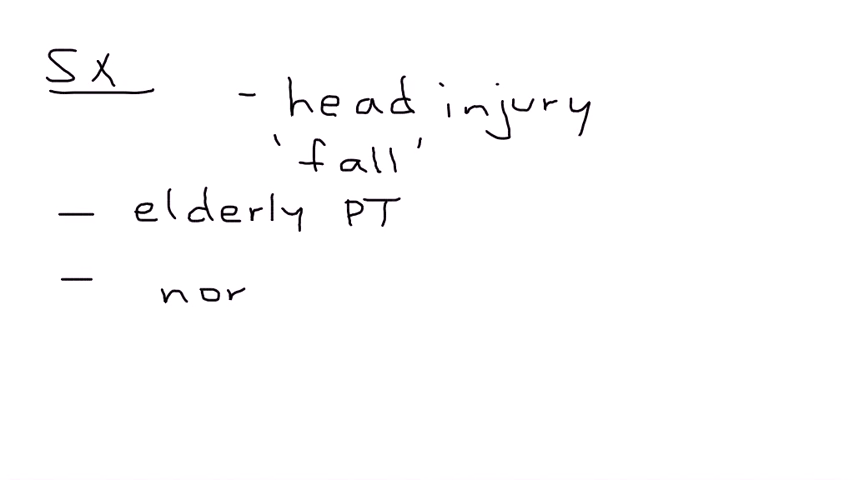 SX
- head injury
'fall'
- elderly PT
- nor